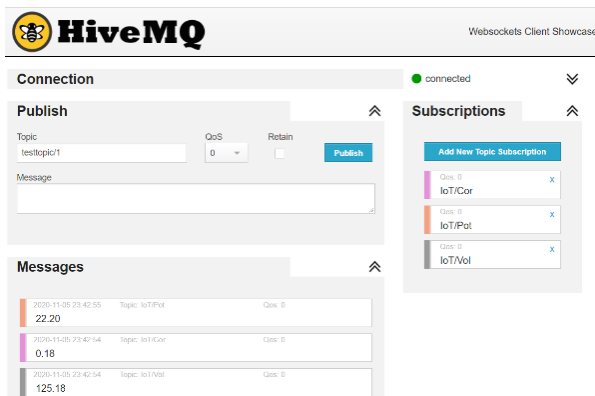 HiveMQ
Websockets Client Showcase
Connection
connected
Publish
Topic
QoS
Retain
testtopic/1
0
Publish
Message
Subscriptions
Add New Topic Subscription
Qos: 0
x
IoT/Cor
Qos: 0
x
IoT/Pot
Qos: 0
x
IoT/Vol
Messages
2020-11-05 23:42:55 Topic: IoT/Pot Qos: 0
22.20
2020-11-05 23:42:54 Topic: IoT/Cor Qos: 0
0.18
2020-11-05 23:42:54 Topic: IoT/Vol Qos: 0
125.18